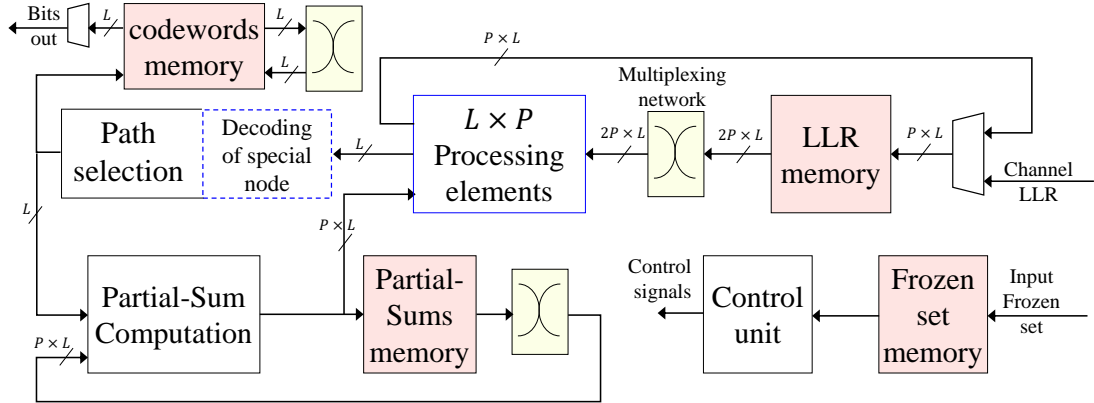 Bits
out
L
codewords
memory
L
L
P × L
Multiplexing
network
Path
selection
Decoding
of special
node
L
L × P
Processing
elements
2P × L
2P × L
LLR
memory
P × L
Channel
LLR
L
P × L
Partial-Sum
Computation
P × L
Partial-
Sums
memory
Control
signals
Control
unit
Frozen
set
memory
Input
Frozen
set